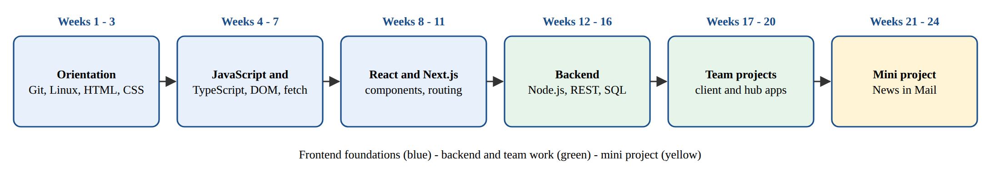 Weeks 1 - 3
Orientation
Git, Linux, HTML, CSS
Weeks 4 - 7
JavaScript and
TypeScript, DOM, fetch
Weeks 8 - 11
React and Next.js
components, routing
Weeks 12 - 16
Backend
Node.js, REST, SQL
Weeks 17 - 20
Team projects
client and hub apps
Weeks 21 - 24
Mini project
News in Mail
Frontend foundations (blue) - backend and team work (green) - mini project (yellow)